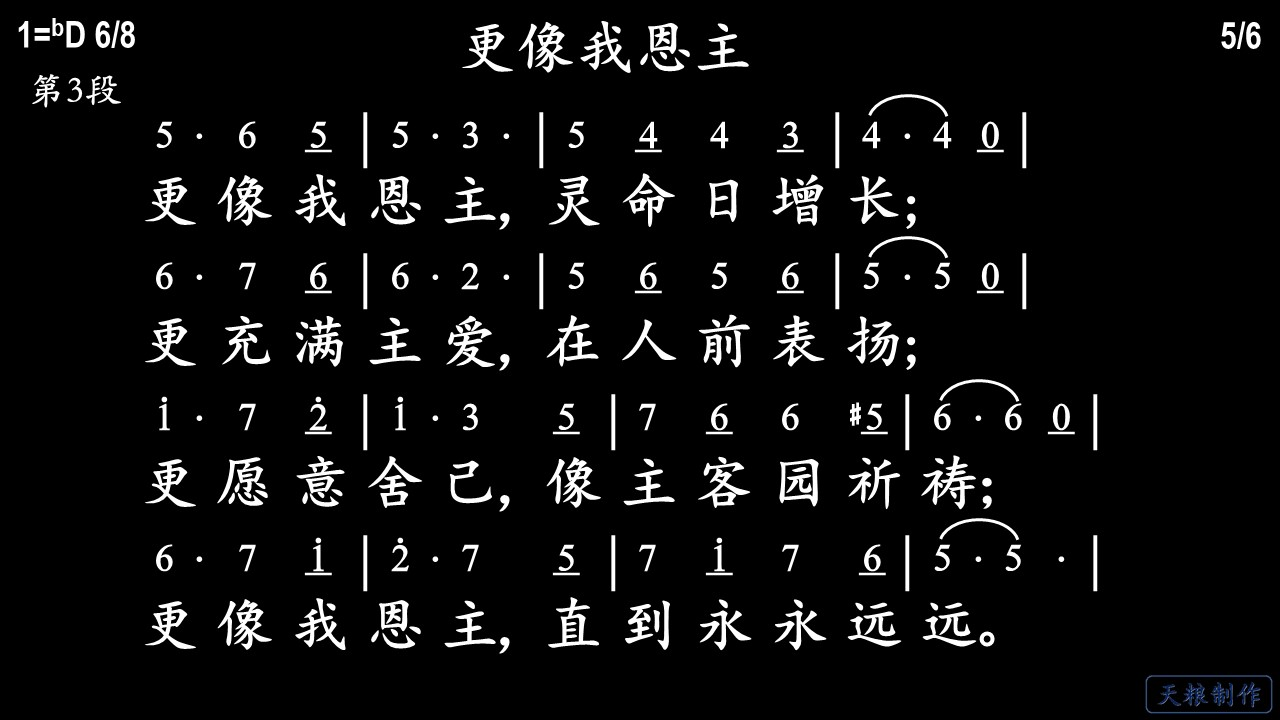 1=ᵇD 6/8
更像我恩主
5/6
第3段
5 · 6 5 | 5 · 3 · | 5 4 4 3 | 4 · 4 0 |
更像我恩主，灵命日增长；
6 · 7 6 | 6 · 2 · | 5 6 5 6 | 5 · 5 0 |
更充满主爱，在人前表扬；
i · 7 2̇ | i · 3 5 | 7 6 6 #5 | 6 · 6 0 |
更愿意舍己，像主客园祈祷；
6 · 7 i | 2̇ · 7 5 | 7 i 7 6 | 5 · 5 · |
更像我恩主，直到永永远远。
天粮制作